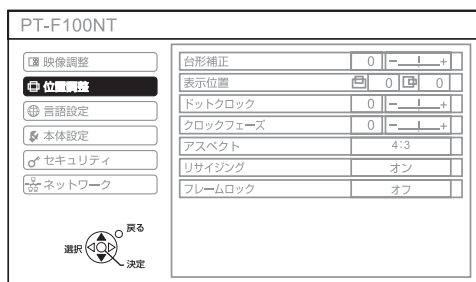 PT-F100NT
映像調整
位置調整
言語設定
本体設定
セキュリティ
ネットワーク
台形補正 0 - +
表示位置 0 0
ドットクロック 0 - +
クロックフェーズ 0 - +
アスペクト 4:3
リサイジング オン
フレームロック オフ
戻る
選択
決定